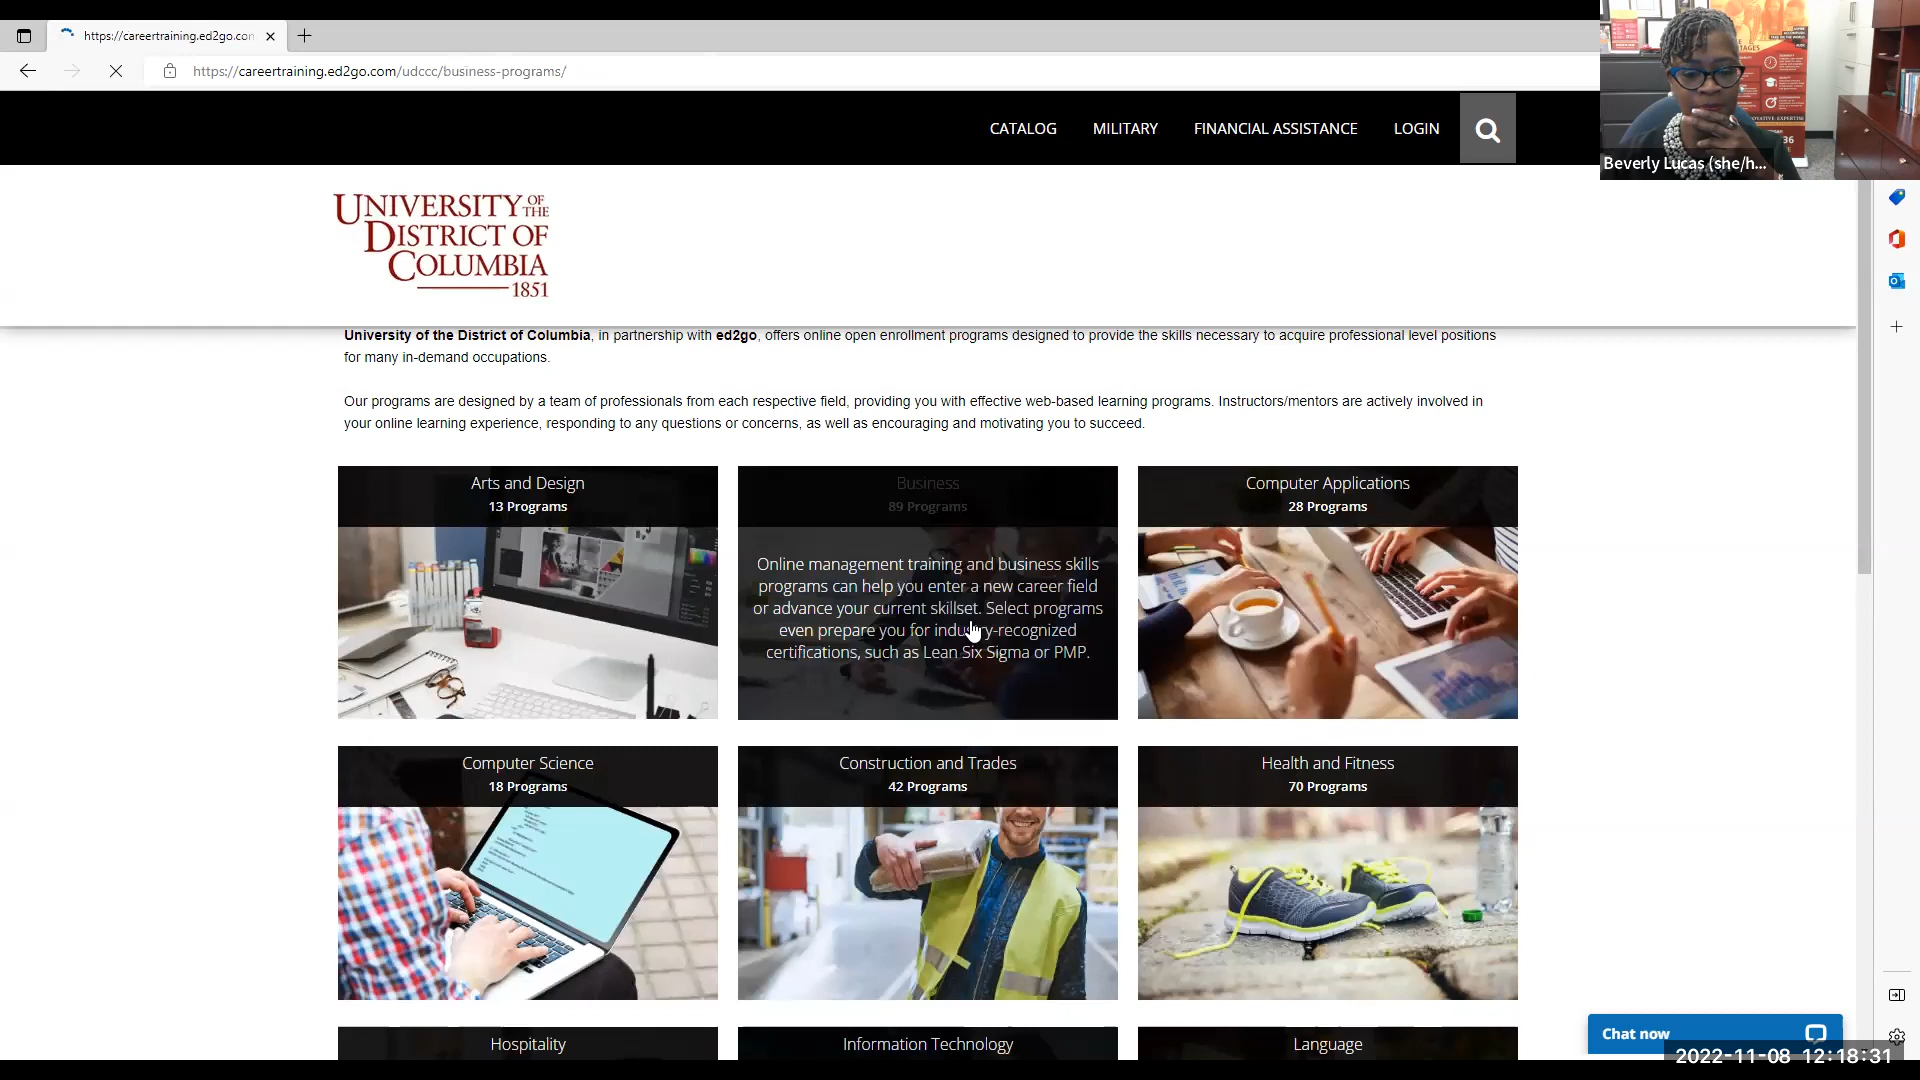 https://careertraining.ed2go.con
https://careertraining.ed2go.com/udccc/business-programs/
CATALOG MILITARY FINANCIAL ASSISTANCE LOGIN
Beverly Lucas (she/h...
UNIVERSITY OF THE
DISTRICT OF
COLUMBIA
1851
University of the District of Columbia, in partnership with ed2go, offers online open enrollment programs designed to provide the skills necessary to acquire professional level positions
for many in-demand occupations.
Our programs are designed by a team of professionals from each respective field, providing you with effective web-based learning programs. Instructors/mentors are actively involved in
your online learning experience, responding to any questions or concerns, as well as encouraging and motivating you to succeed.
Arts and Design
13 Programs
Business
89 Programs
Online management training and business skills
programs can help you enter a new career field
or advance your current skillset. Select programs
even prepare you for industry-recognized
certifications, such as Lean Six Sigma or PMP.
Computer Applications
28 Programs
Computer Science
18 Programs
Construction and Trades
42 Programs
Health and Fitness
70 Programs
Hospitality
Information Technology
Language
Chat now
2022-11-08 12:18:31